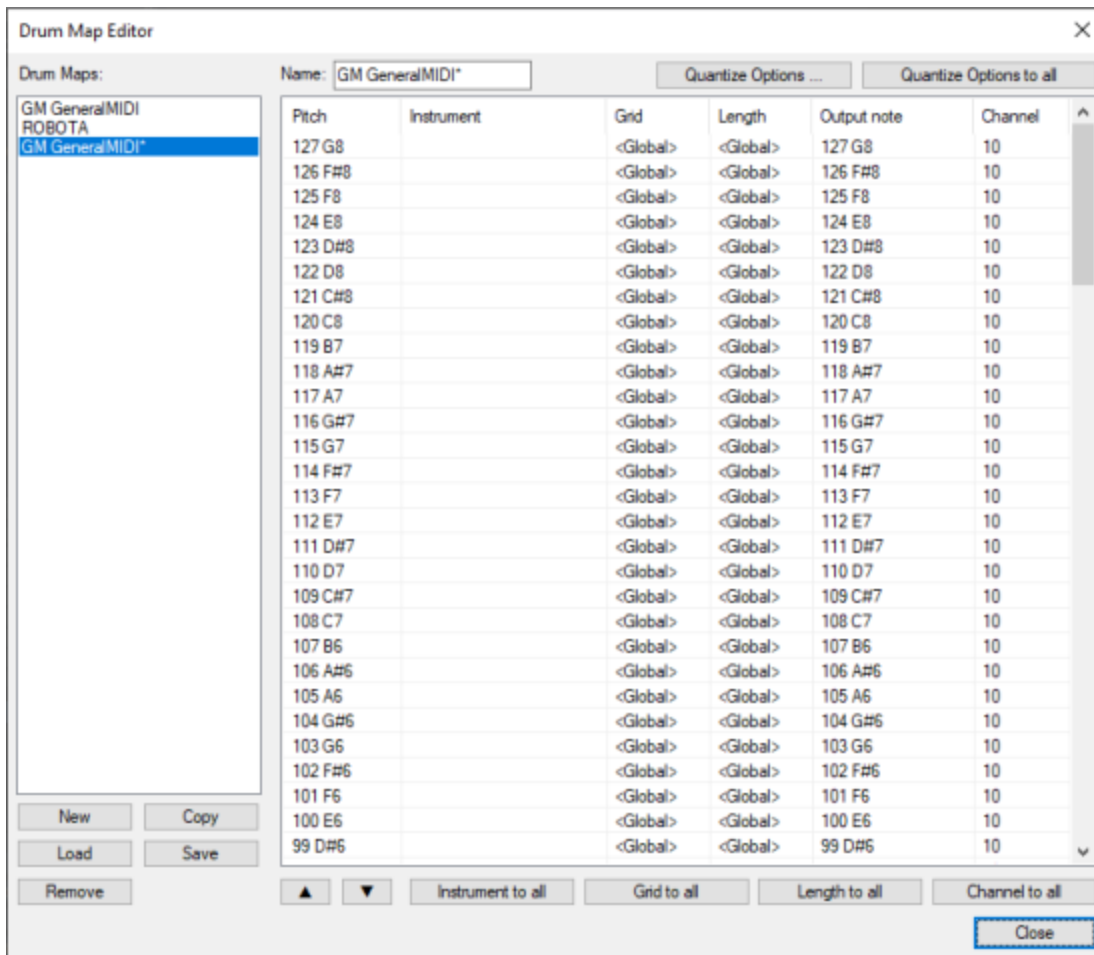 Drum Map Editor
Drum Maps:
Name: GM GeneralMIDI* Quantize Options ... Quantize Options to all
GM GeneralMIDI
ROBOTA
GM GeneralMIDI*
Pitch Instrument Grid Length Output note Channel
127 G8 <Global> <Global> 127 G8 10
126 F#8 <Global> <Global> 126 F#8 10
125 F8 <Global> <Global> 125 F8 10
124 E8 <Global> <Global> 124 E8 10
123 D#8 <Global> <Global> 123 D#8 10
122 D8 <Global> <Global> 122 D8 10
121 C#8 <Global> <Global> 121 C#8 10
120 C8 <Global> <Global> 120 C8 10
119 B7 <Global> <Global> 119 B7 10
118 A#7 <Global> <Global> 118 A#7 10
117 A7 <Global> <Global> 117 A7 10
116 G#7 <Global> <Global> 116 G#7 10
115 G7 <Global> <Global> 115 G7 10
114 F#7 <Global> <Global> 114 F#7 10
113 F7 <Global> <Global> 113 F7 10
112 E7 <Global> <Global> 112 E7 10
111 D#7 <Global> <Global> 111 D#7 10
110 D7 <Global> <Global> 110 D7 10
109 C#7 <Global> <Global> 109 C#7 10
108 C7 <Global> <Global> 108 C7 10
107 B6 <Global> <Global> 107 B6 10
106 A#6 <Global> <Global> 106 A#6 10
105 A6 <Global> <Global> 105 A6 10
104 G#6 <Global> <Global> 104 G#6 10
103 G6 <Global> <Global> 103 G6 10
102 F#6 <Global> <Global> 102 F#6 10
101 F6 <Global> <Global> 101 F6 10
100 E6 <Global> <Global> 100 E6 10
99 D#6 <Global> <Global> 99 D#6 10
New Copy
Load Save
Remove
▲ ▼ Instrument to all Grid to all Length to all Channel to all
Close